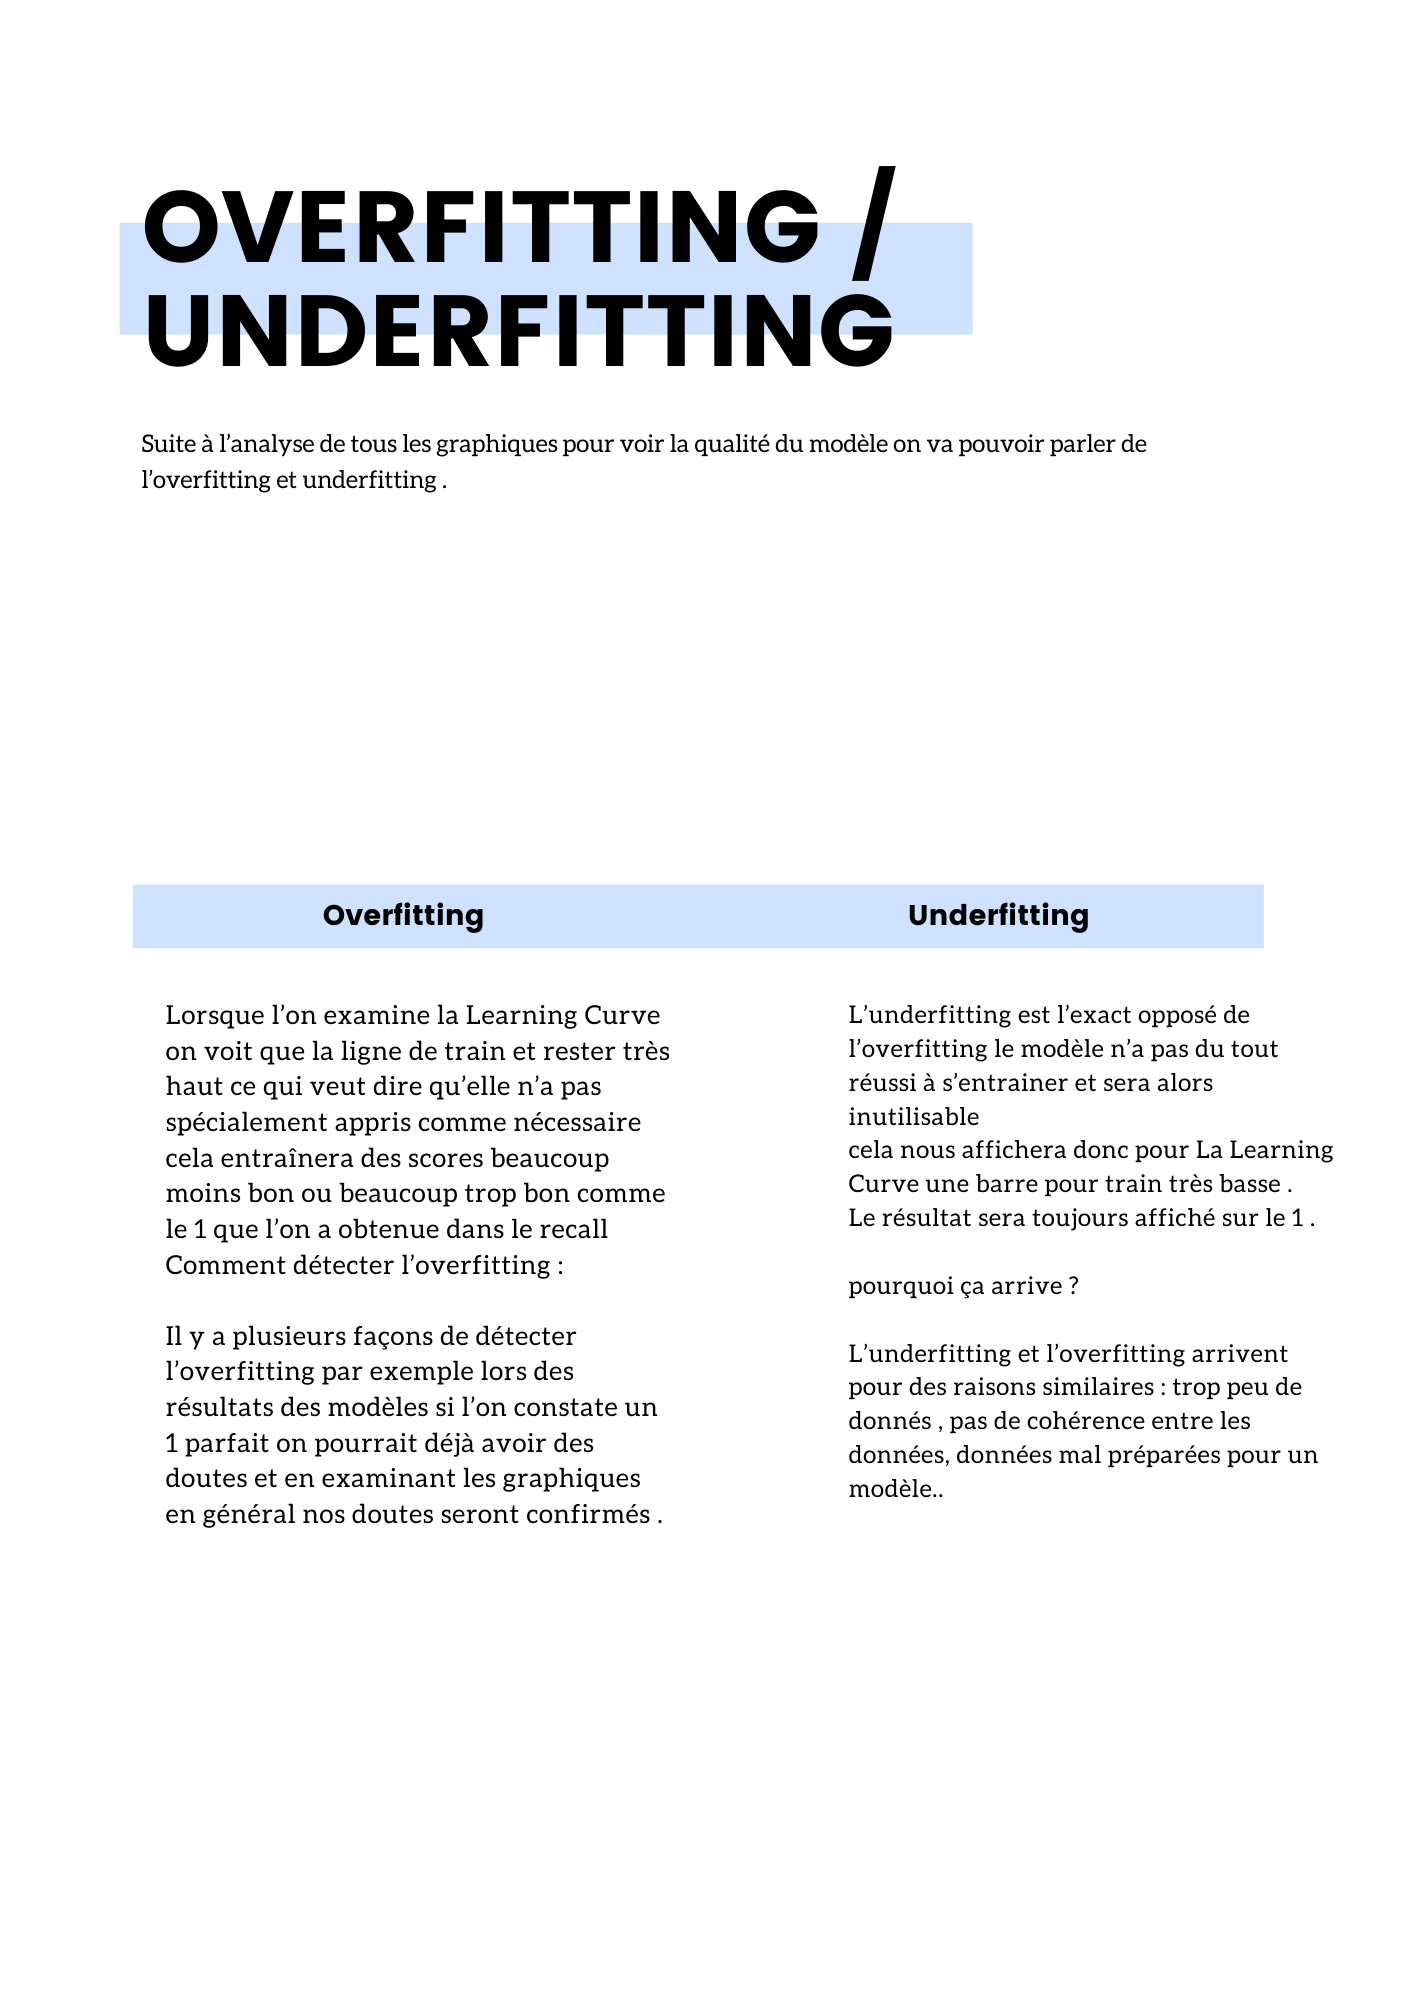 OVERFITTING /
UNDERFITTING
Suite à l’analyse de tous les graphiques pour voir la qualité du modèle on va pouvoir parler de
l’overfitting et underfitting .
Overfitting
Underfitting
Lorsque l’on examine la Learning Curve
on voit que la ligne de train et rester très
haut ce qui veut dire qu’elle n’a pas
spécialement appris comme nécessaire
cela entraînera des scores beaucoup
moins bon ou beaucoup trop bon comme
le 1 que l’on a obtenue dans le recall
Comment détecter l’overfitting :
Il y a plusieurs façons de détecter
l’overfitting par exemple lors des
résultats des modèles si l’on constate un
1 parfait on pourrait déjà avoir des
doutes et en examinant les graphiques
en général nos doutes seront confirmés .
L’underfitting est l’exact opposé de
l’overfitting le modèle n’a pas du tout
réussi à s’entrainer et sera alors
inutilisable
cela nous affichera donc pour La Learning
Curve une barre pour train très basse .
Le résultat sera toujours affiché sur le 1 .
pourquoi ça arrive ?
L’underfitting et l’overfitting arrivent
pour des raisons similaires : trop peu de
donnés , pas de cohérence entre les
données, données mal préparées pour un
modèle..